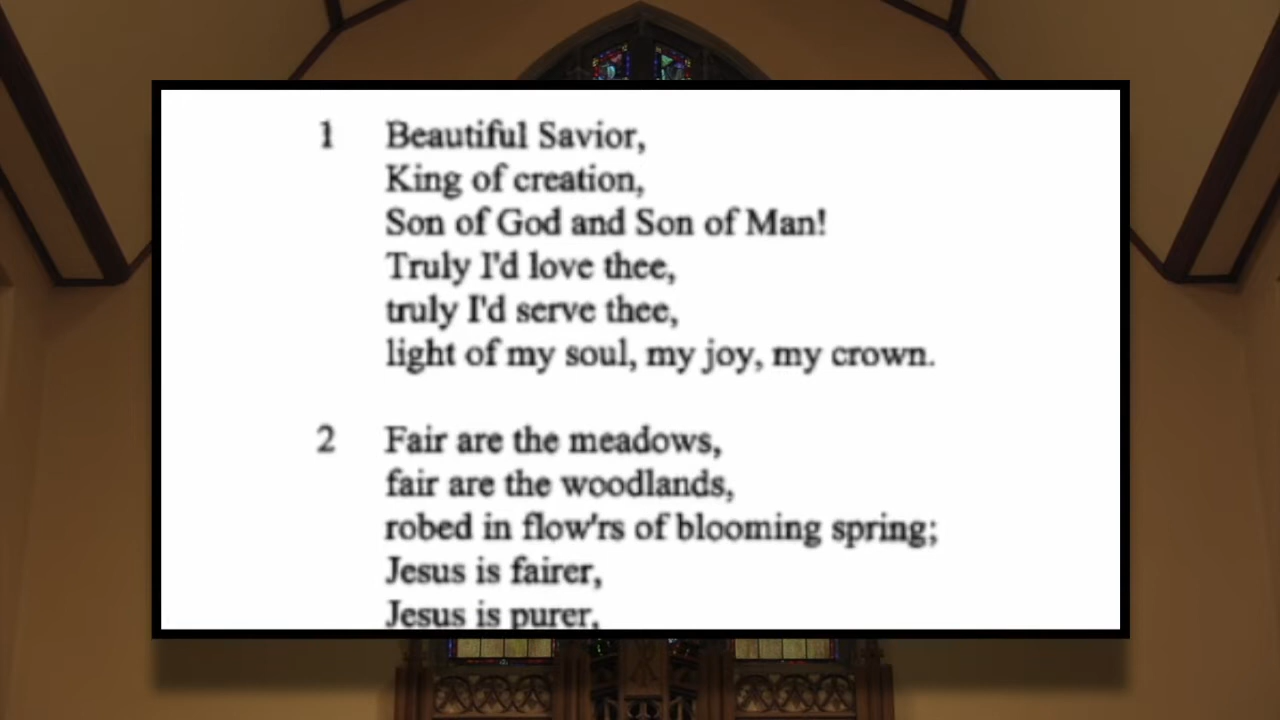 1 Beautiful Savior,
King of creation,
Son of God and Son of Man!
Truly I'd love thee,
truly I'd serve thee,
light of my soul, my joy, my crown.
2 Fair are the meadows,
fair are the woodlands,
robed in flow'rs of blooming spring;
Jesus is fairer,
Jesus is purer,